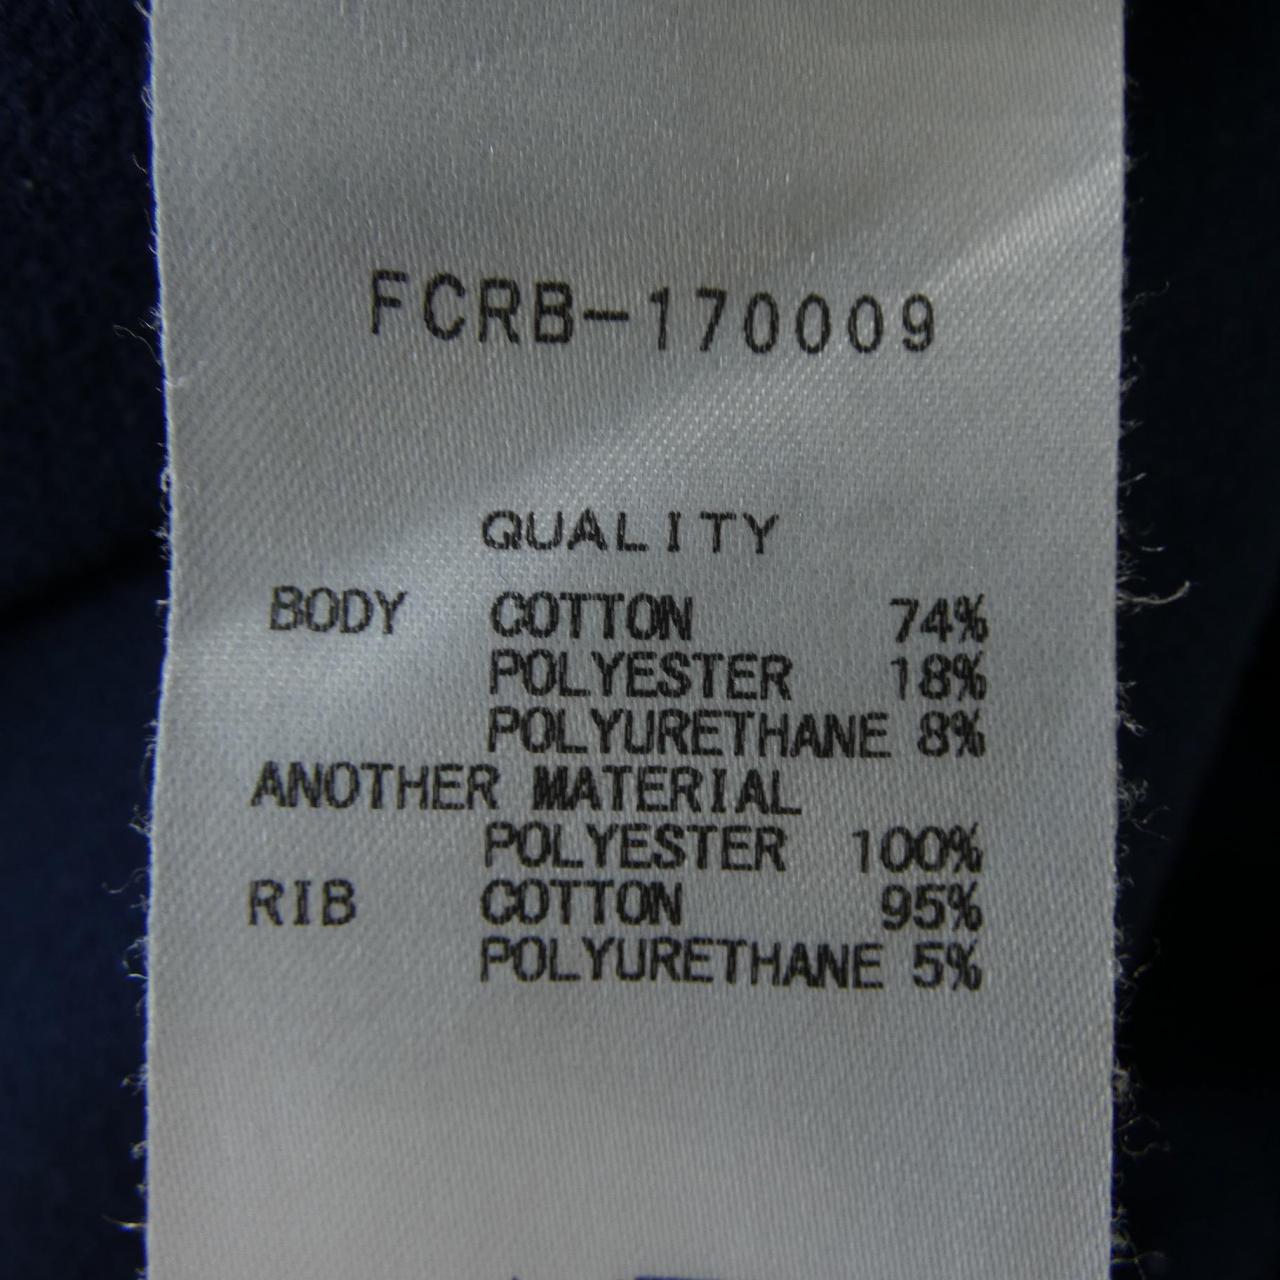 FCRB-170009
QUALITY
BODY COTTON 74%
POLYESTER 18%
POLYURETHANE 8%
ANOTHER MATERIAL
POLYESTER 100%
RIB COTTON 95%
POLYURETHANE 5%